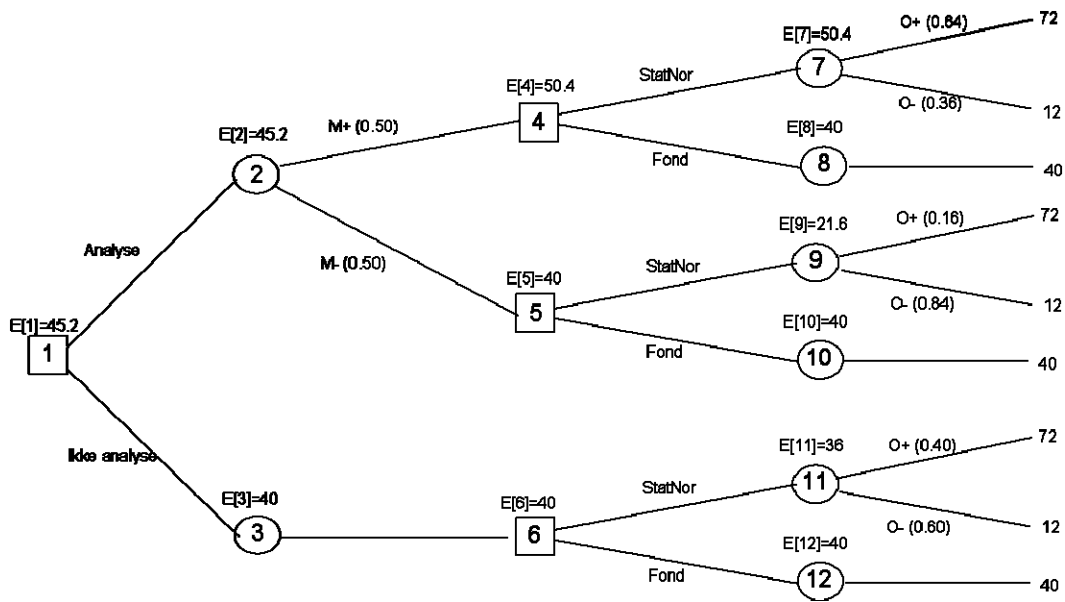 O+ (0.64)
72
E[7]=50.4
7
StatNor
E[4]=50.4
4
O- (0.36)
12
M+ (0.50)
E[2]=45.2
2
E[8]=40
8
Fond
40
O+ (0.16)
72
E[9]=21.6
9
Analyse
M- (0.50)
StatNor
E[5]=40
5
O- (0.84)
12
E[1]=45.2
1
E[10]=40
10
Fond
40
O+ (0.40)
72
E[11]=36
11
Ikke analyse
StatNor
E[3]=40
3
E[6]=40
6
O- (0.60)
12
E[12]=40
12
Fond
40